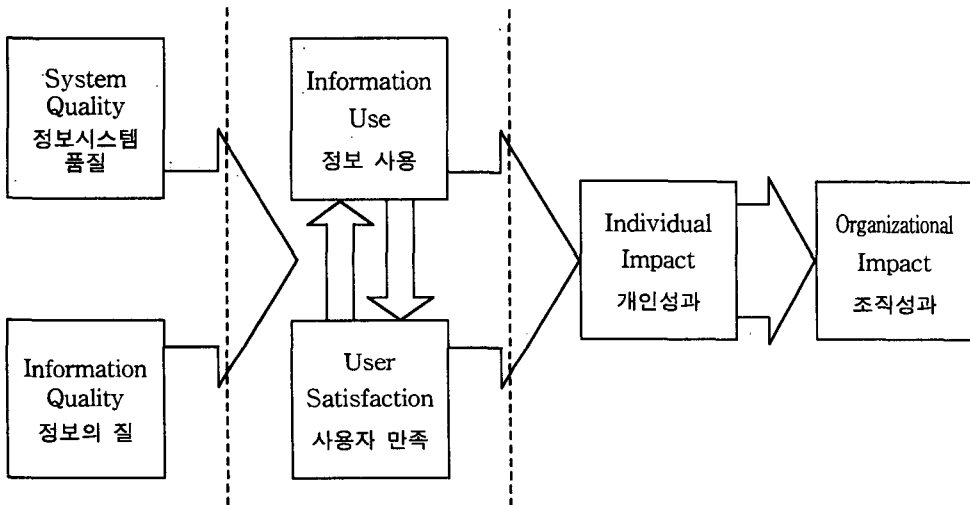 System
Quality
정보시스템
품질
Information
Quality
정보의 질
Information
Use
정보 사용
User
Satisfaction
사용자 만족
Individual
Impact
개인성과
Organizational
Impact
조직성과